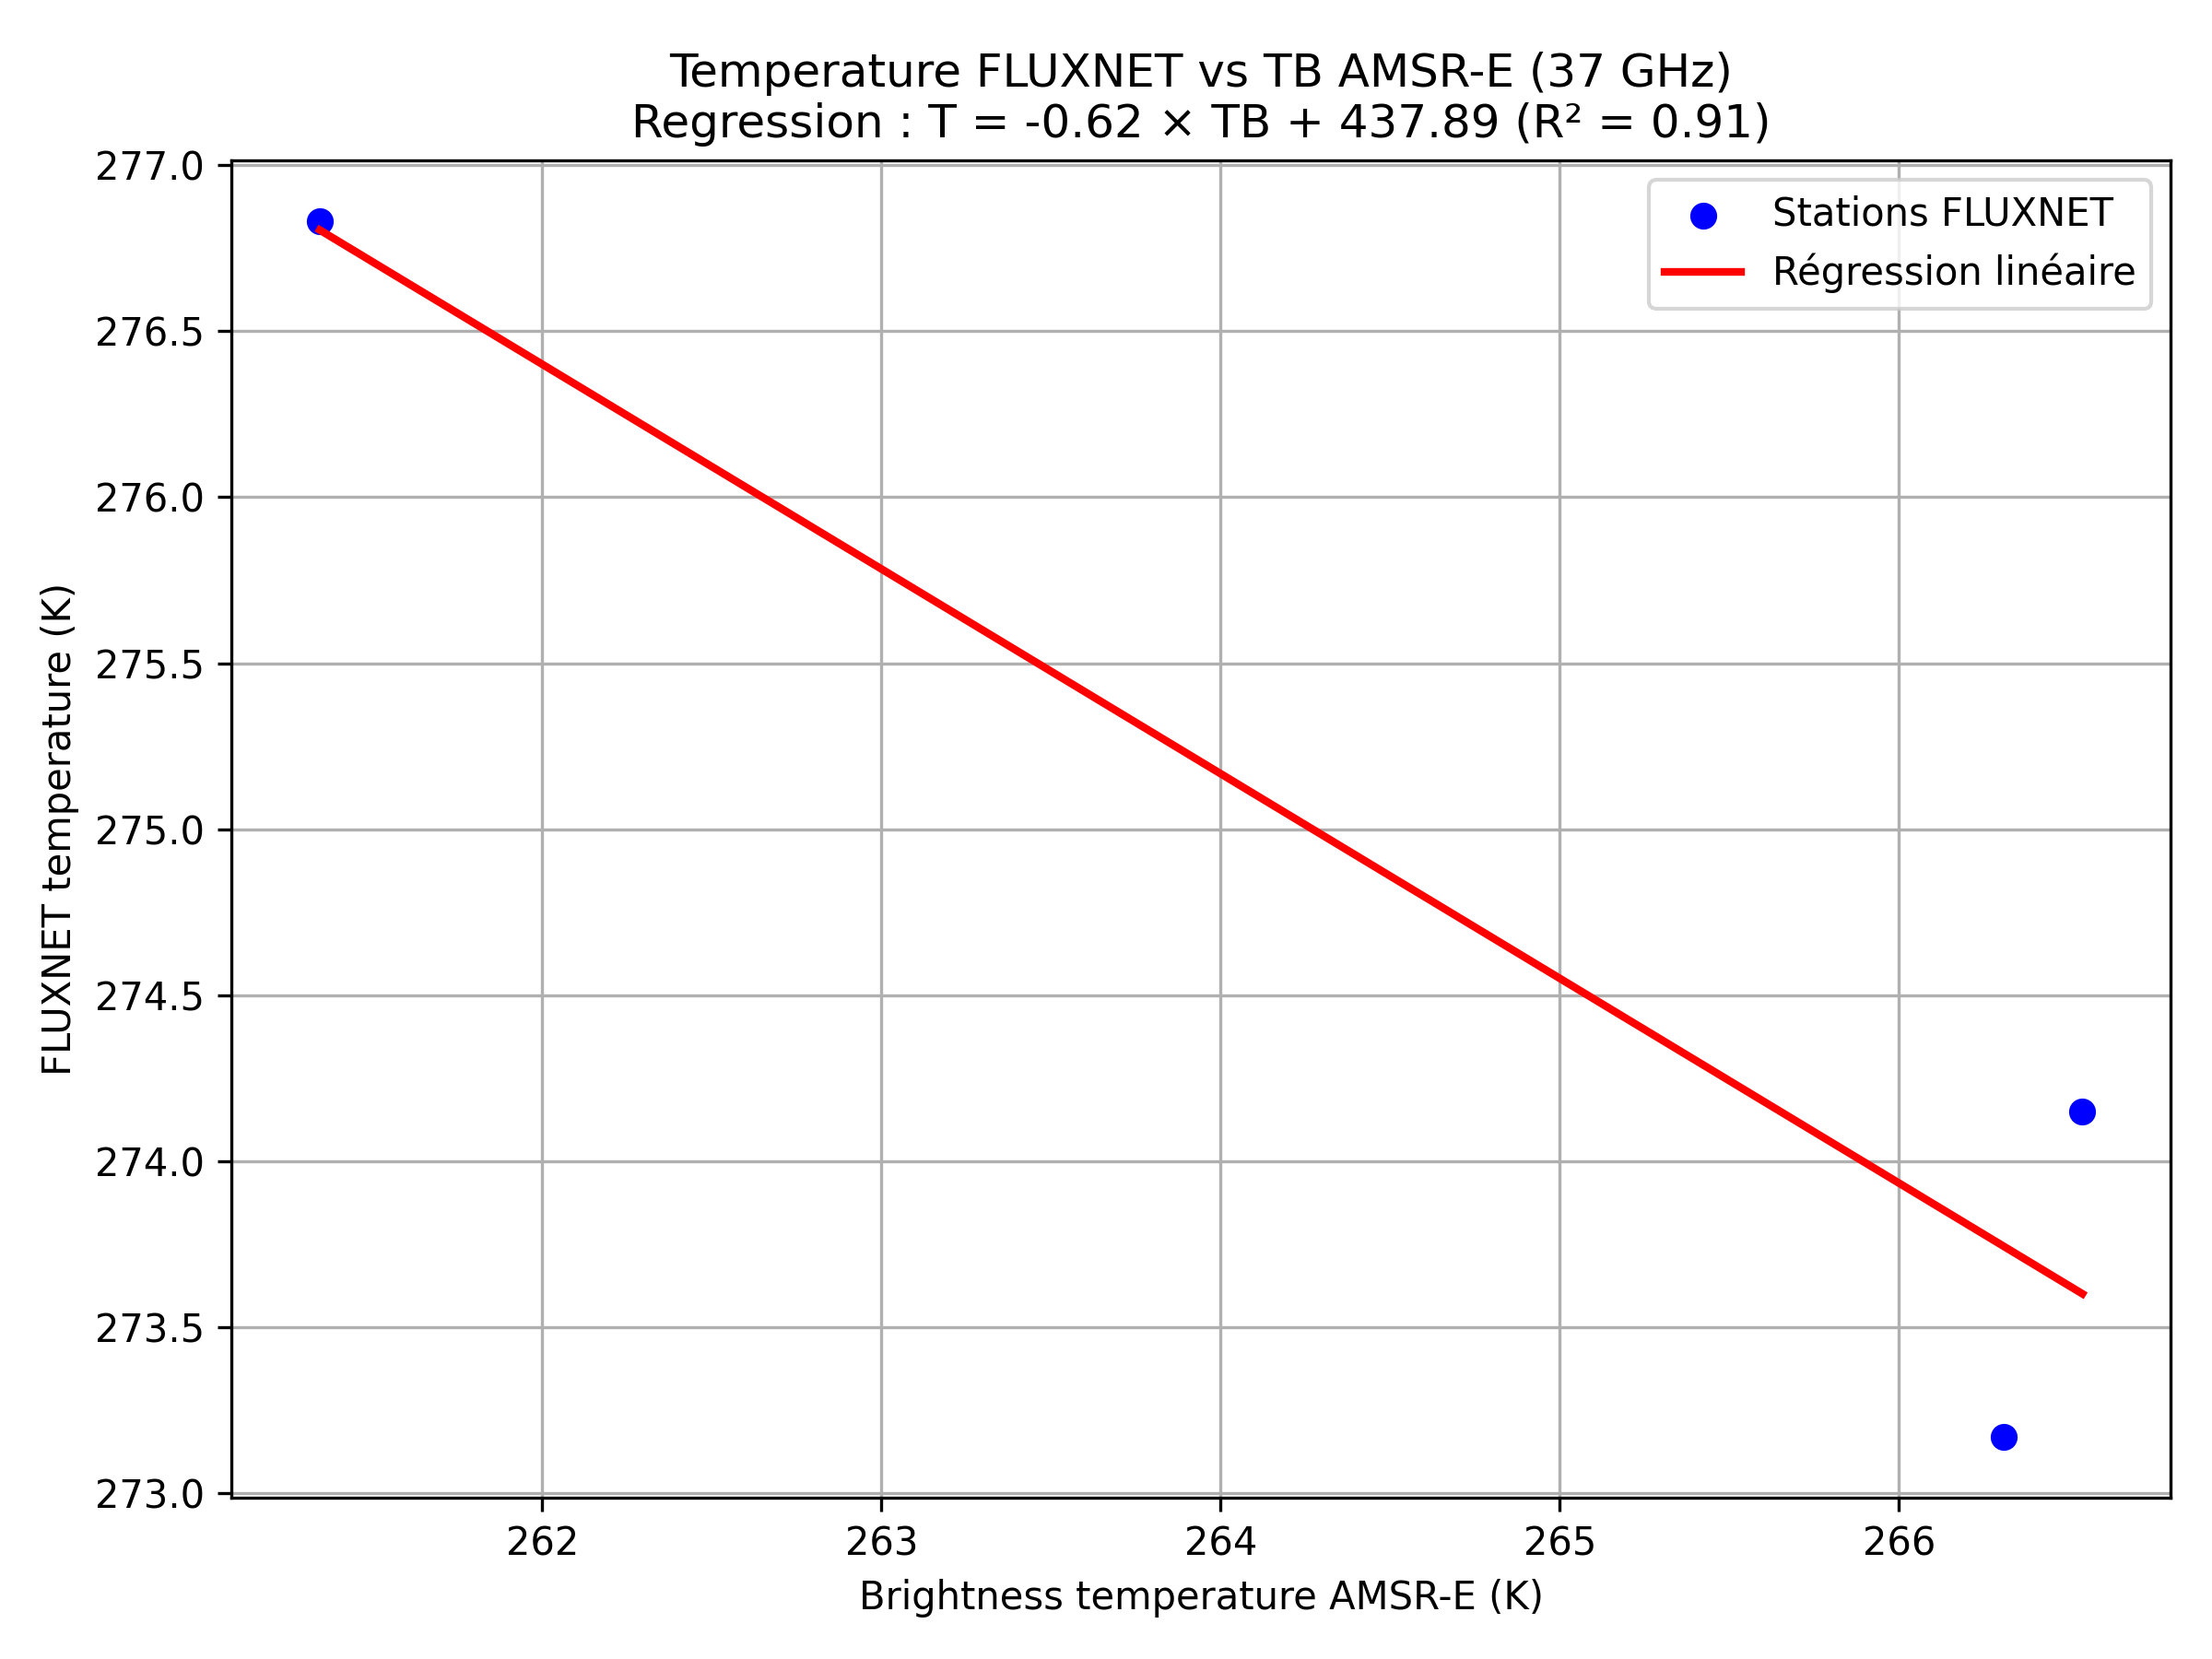 Temperature FLUXNET vs TB AMSR-E (37 GHz)
Regression : T = -0.62 × TB + 437.89 (R² = 0.91)
277.0
276.5
276.0
275.5
275.0
274.5
274.0
273.5
273.0
FLUXNET temperature (K)
Stations FLUXNET
Régression linéaire
262 263 264 265 266
Brightness temperature AMSR-E (K)